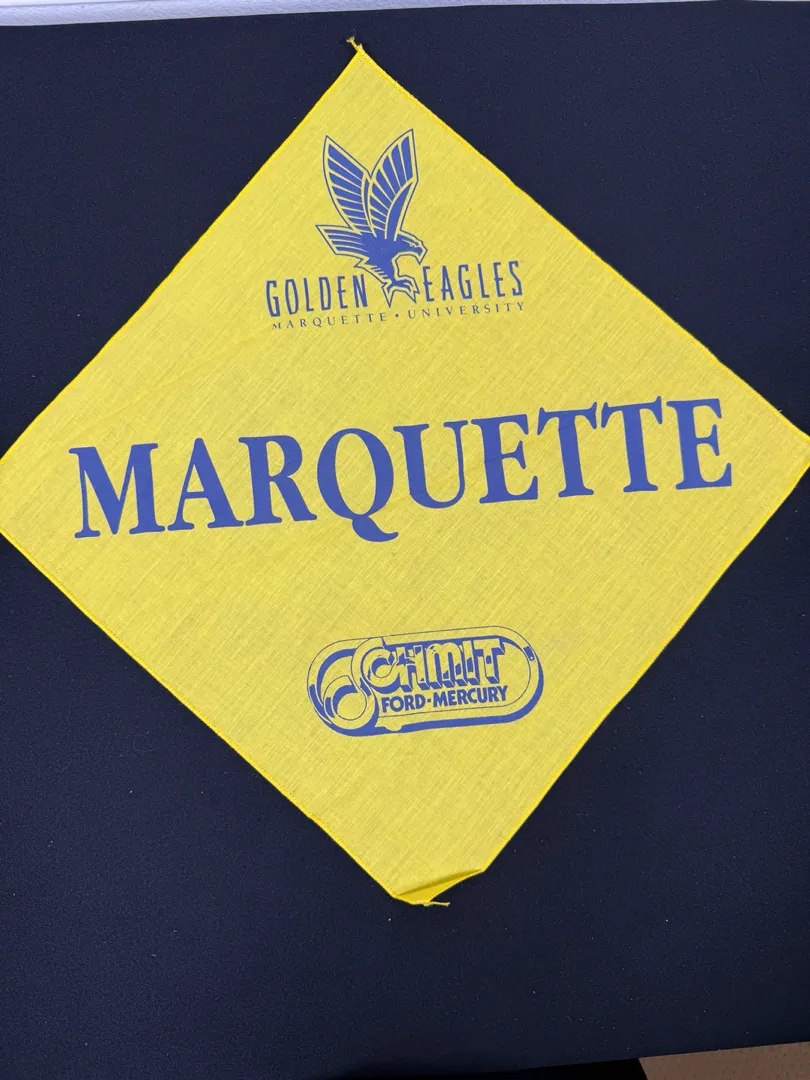 GOLDEN EAGLES
MARQUETTE • UNIVERSITY
MARQUETTE
SCHMIT
FORD-MERCURY